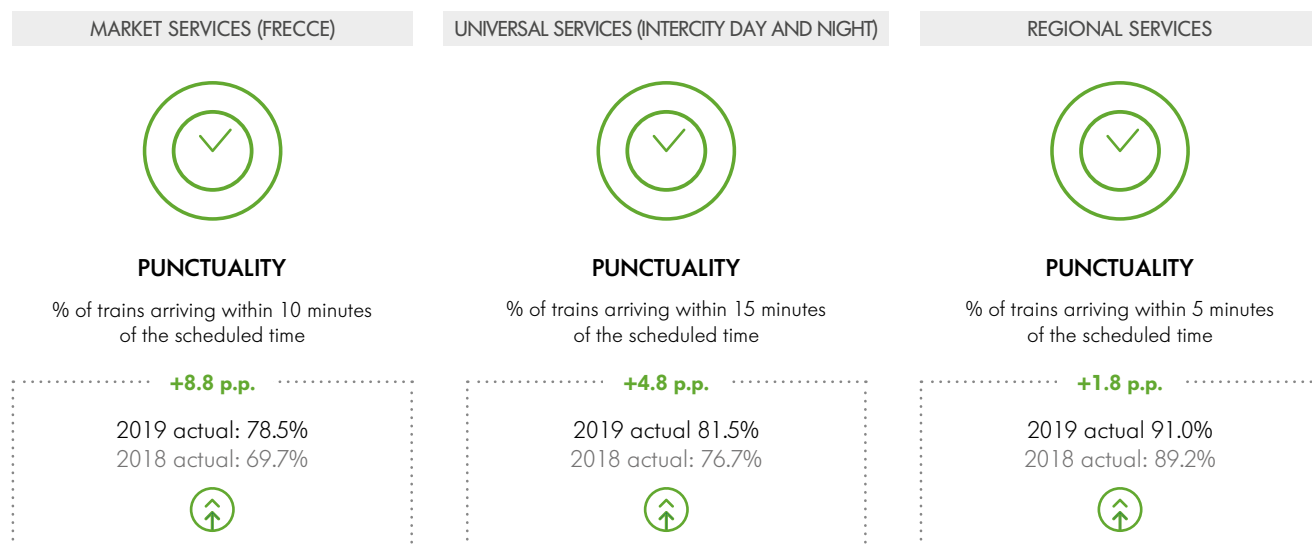 MARKET SERVICES (FRECCE)
PUNCTUALITY
% of trains arriving within 10 minutes
of the scheduled time
+8.8 p.p.
2019 actual: 78.5%
2018 actual: 69.7%
UNIVERSAL SERVICES (INTERCITY DAY AND NIGHT)
PUNCTUALITY
% of trains arriving within 15 minutes
of the scheduled time
+4.8 p.p.
2019 actual 81.5%
2018 actual: 76.7%
REGIONAL SERVICES
PUNCTUALITY
% of trains arriving within 5 minutes
of the scheduled time
+1.8 p.p.
2019 actual 91.0%
2018 actual: 89.2%